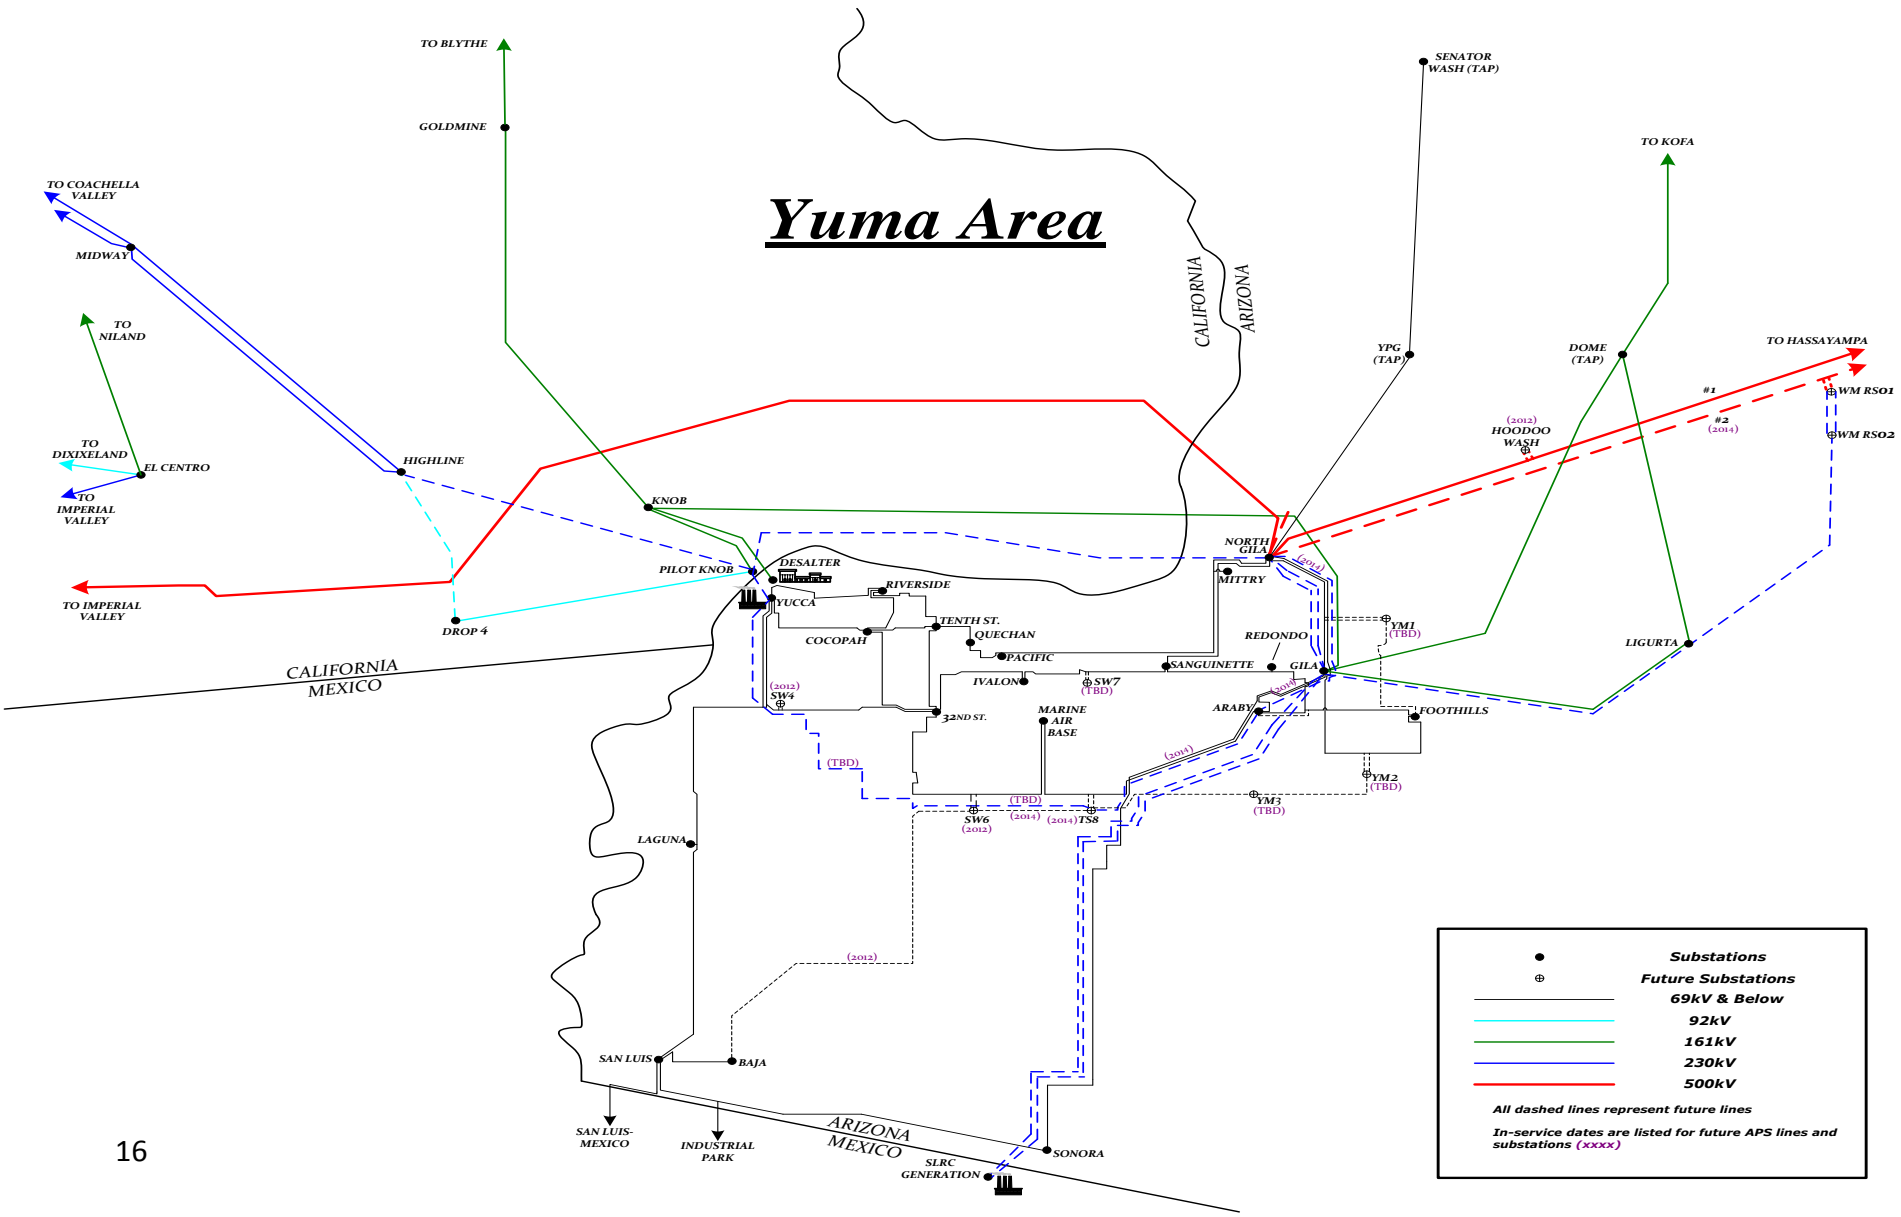 TO BLYTHE
SENATOR
WASH (TAP)
GOLDMINE
TO KOFA
TO COACHELLA
VALLEY
Yuma Area
MIDWAY
CALIFORNIA
ARIZONA
TO
NILAND
YPG
(TAP)
DOME
(TAP)
TO HASSAYAMPA
#1
WM RS01
(2012)
HOODOO
WASH
#2
(2014)
WM RS02
TO
DIXIXELAND
EL CENTRO
HIGHLINE
TO
IMPERIAL
VALLEY
KNOB
NORTH
GILA
(2014)
PILOT KNOB
DESALTER
MITTRY
TO IMPERIAL
VALLEY
YUCCA
RIVERSIDE
DROP 4
COCOPAH
TENTH ST.
QUECHAN
PACIFIC
REDONDO
YM1
(TBD)
LIGURTA
CALIFORNIA
MEXICO
SANGUINETTE
GILA
IVALON
SW7
(TBD)
(2012)
SW4
(2014)
32ND ST.
MARINE
AIR
BASE
ARABY
FOOTHILLS
(TBD)
(2014)
YM2
(TBD)
(TBD)
(2014)
SW6
(2012)
(2014)
TS8
YM3
(TBD)
LAGUNA
(2012)
SAN LUIS
BAJA
SAN LUIS-
MEXICO
INDUSTRIAL
PARK
ARIZONA
MEXICO
SONORA
SLRC
GENERATION
Substations
Future Substations
69kV & Below
92kV
161kV
230kV
500kV
All dashed lines represent future lines
In-service dates are listed for future APS lines and
substations (xxxx)
16